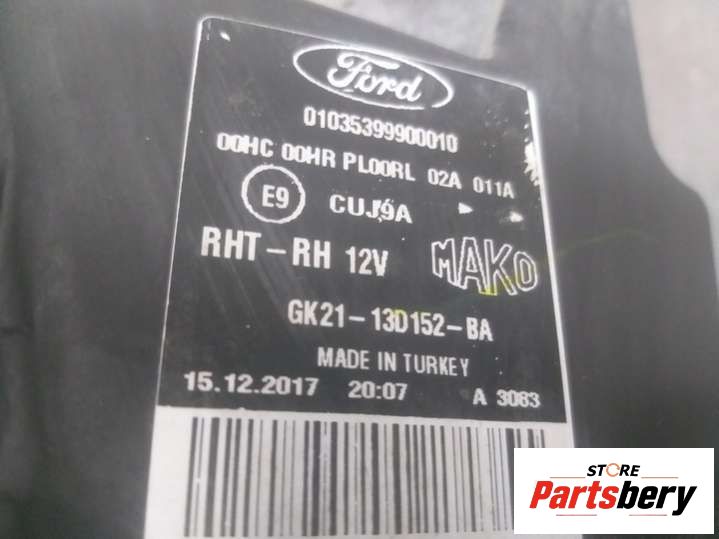 Ford
01035399900010
00HC 00HR PL00RL 02A 011A
E9 CUJ9A
RHT-RH 12V MAKO
GK21-13D152-BA
MADE IN TURKEY
15.12.2017 20:07 A 3083
STORE
Partsbery